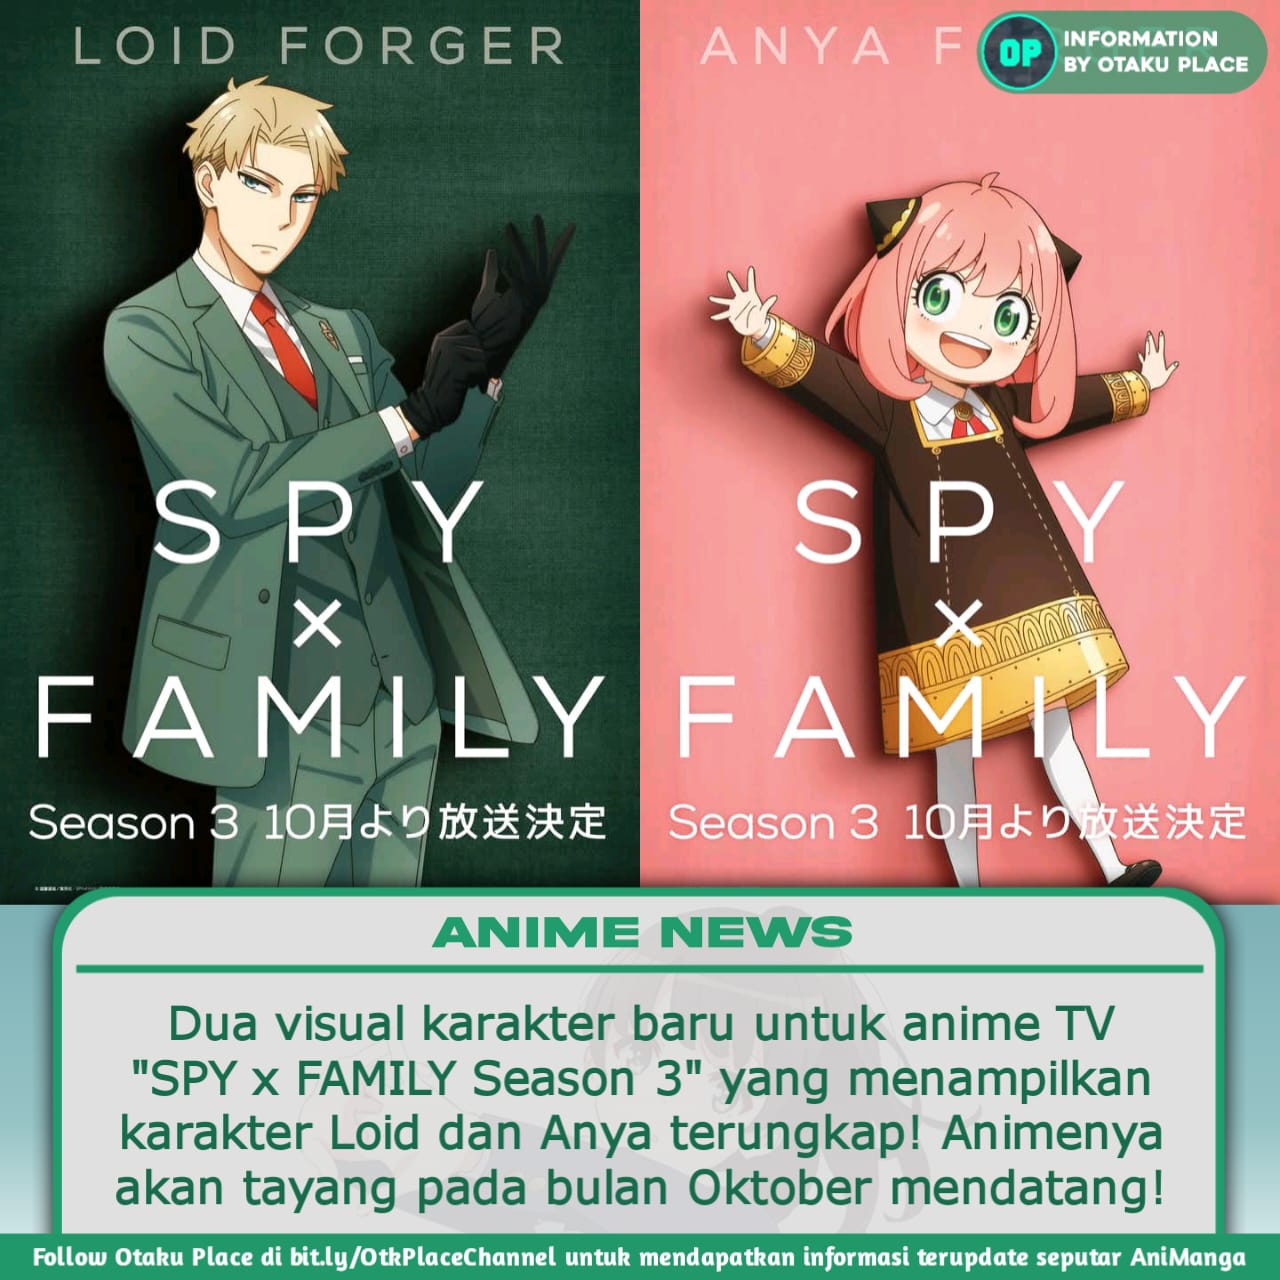 LOID FORGER
ANYA F
OP
INFORMATION
BY OTAKU PLACE
SPY
×
FAMILY
Season 3 10月より放送決定
SPY
×
FAMILY
Season 3 10月より放送決定
ANIME NEWS
Dua visual karakter baru untuk anime TV
"SPY x FAMILY Season 3" yang menampilkan
karakter Loid dan Anya terungkap! Animenya
akan tayang pada bulan Oktober mendatang!
Follow Otaku Place di bit.ly/OtkPlaceChannel untuk mendapatkan informasi terupdate seputar AniManga